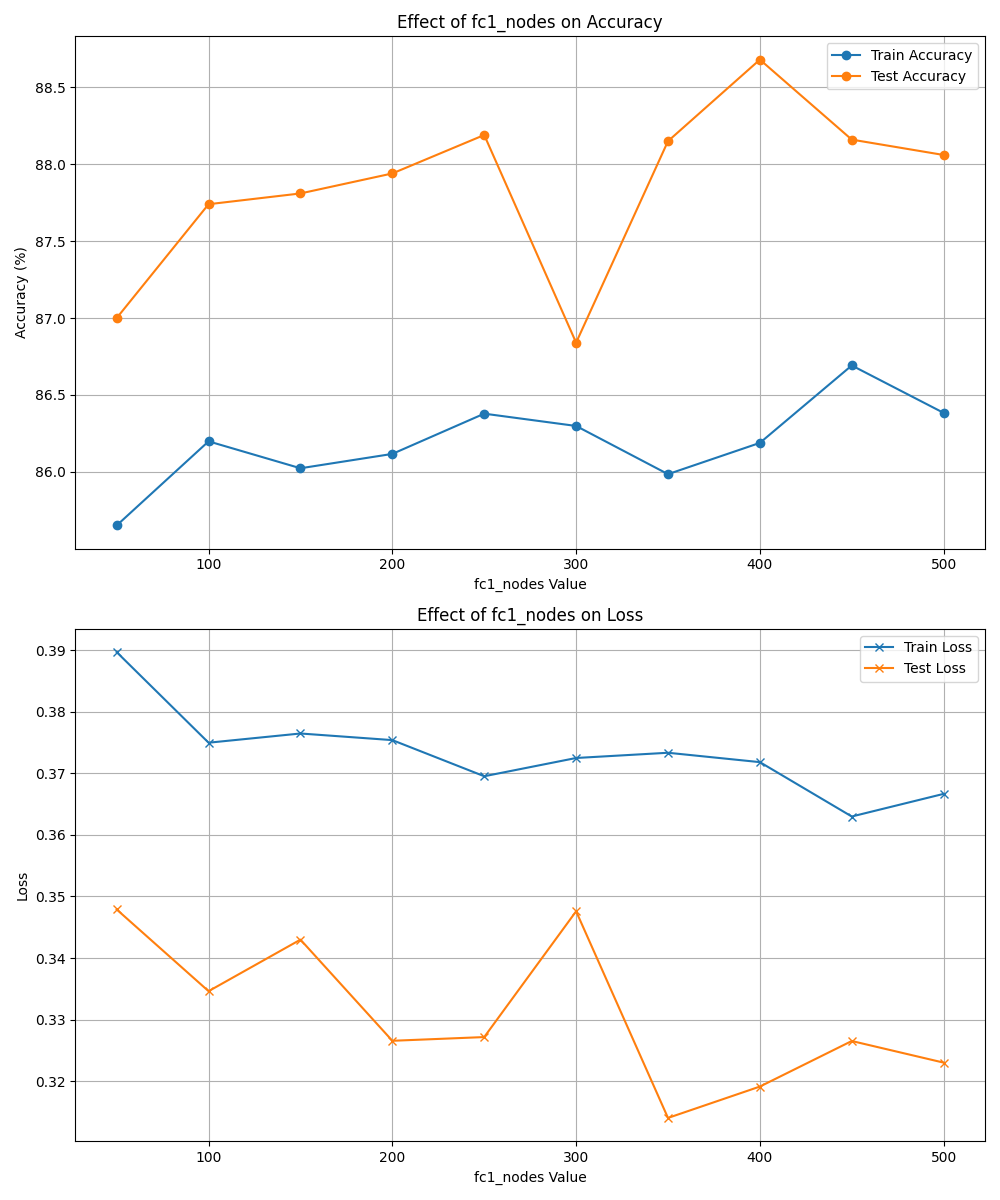 Effect of fc1_nodes on Accuracy
Train Accuracy
Test Accuracy
Accuracy (%)
88.5
88.0
87.5
87.0
86.5
86.0
100 200 300 400 500
fc1_nodes Value
Effect of fc1_nodes on Loss
Train Loss
Test Loss
Loss
0.39
0.38
0.37
0.36
0.35
0.34
0.33
0.32
100 200 300 400 500
fc1_nodes Value